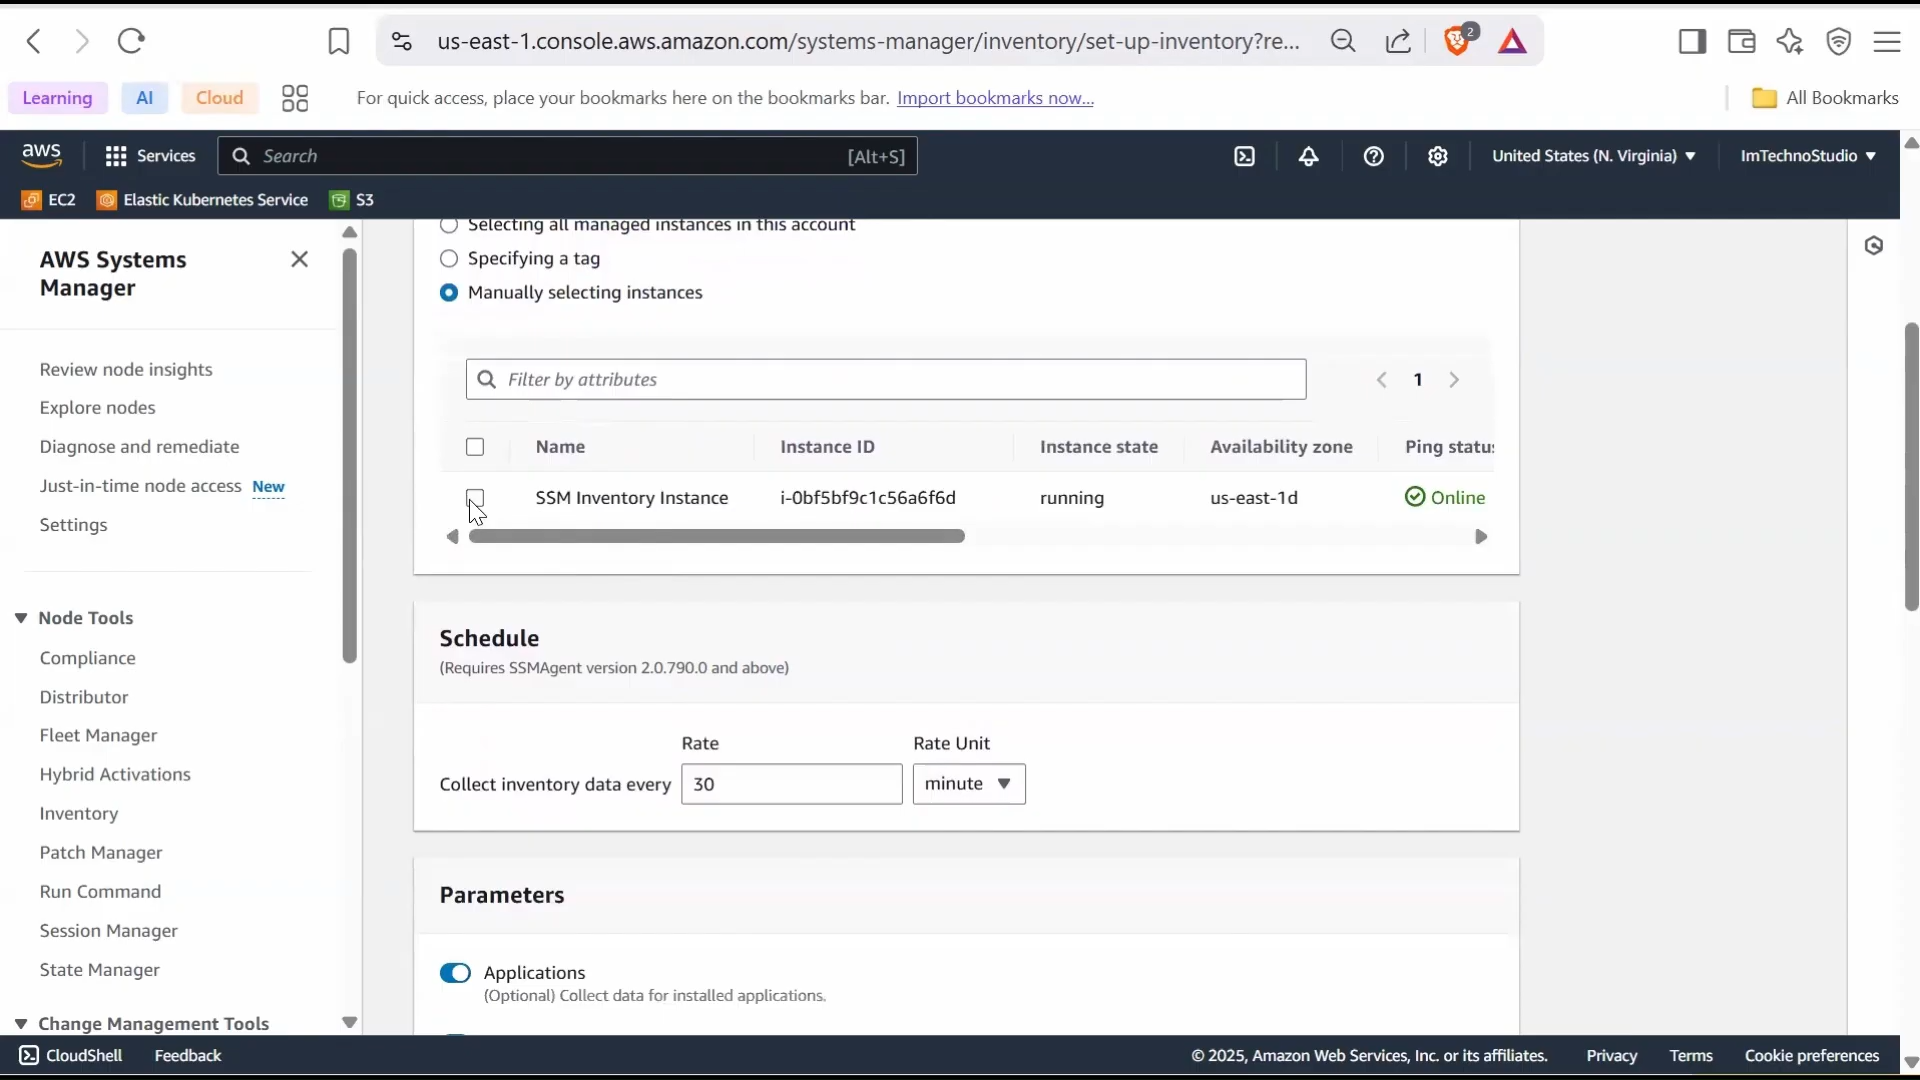 us-east-1.console.aws.amazon.com/systems-manager/inventory/set-up-inventory?re...
2
Learning
AI
Cloud
For quick access, place your bookmarks here on the bookmarks bar. Import bookmarks now...
All Bookmarks
aws
Services
Search
[Alt+S]
United States (N. Virginia)
ImTechnoStudio
EC2
Elastic Kubernetes Service
S3
AWS Systems
Manager
Review node insights
Explore nodes
Diagnose and remediate
Just-in-time node access New
Settings
Node Tools
Compliance
Distributor
Fleet Manager
Hybrid Activations
Inventory
Patch Manager
Run Command
Session Manager
State Manager
Change Management Tools
Selecting all managed instances in this account
Specifying a tag
Manually selecting instances
Filter by attributes
1
Name Instance ID Instance state Availability zone Ping status
SSM Inventory Instance i-0bf5bf9c1c56a6f6d running us-east-1d Online
Schedule
(Requires SSMAgent version 2.0.790.0 and above)
Rate Rate Unit
Collect inventory data every 30 minute
Parameters
Applications
(Optional) Collect data for installed applications.
CloudShell
Feedback
© 2025, Amazon Web Services, Inc. or its affiliates.
Privacy
Terms
Cookie preferences